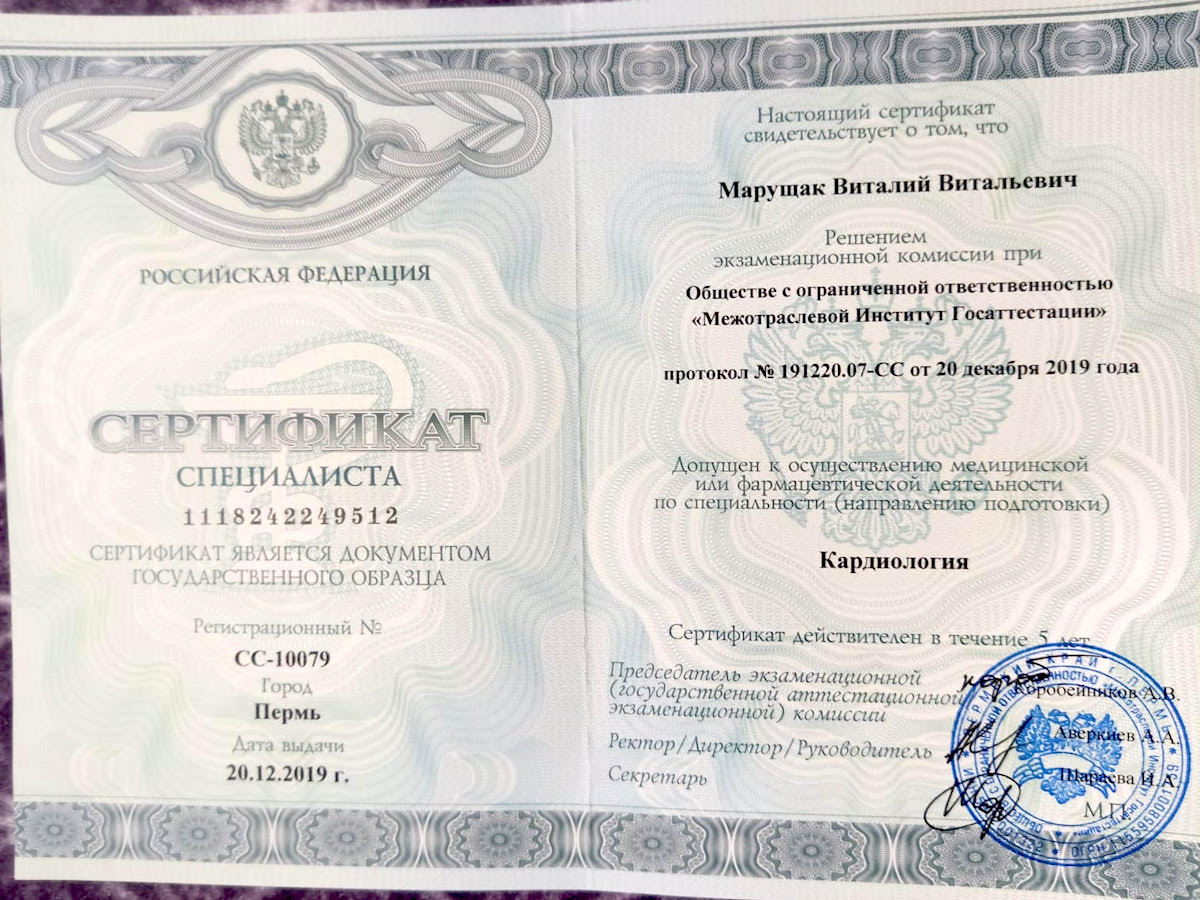 РОССИЙСКАЯ ФЕДЕРАЦИЯ
СЕРТИФИКАТ
СПЕЦИАЛИСТА
1118242249512
СЕРТИФИКАТ ЯВЛЯЕТСЯ ДОКУМЕНТОМ
ГОСУДАРСТВЕННОГО ОБРАЗЦА
Регистрационный №
СС-10079
Город
Пермь
Дата выдачи
20.12.2019 г.
Настоящий сертификат
свидетельствует о том, что
Марущак Виталий Витальевич
Решением
экзаменационной комиссии при
Обществе с ограниченной ответственностью
«Межотраслевой Институт Госаттестации»
протокол № 191220.07-СС от 20 декабря 2019 года
Допущен к осуществлению медицинской
или фармацевтической деятельности
по специальности (направлению подготовки)
Кардиология
Сертификат действителен в течение 5 лет
Председатель экзаменационной
(государственной аттестационной
экзаменационной) комиссии
Коробейников А.В.
Ректор/Директор/Руководитель
Аверкиев А.А.
Секретарь
Шараева И.А.
М.П.